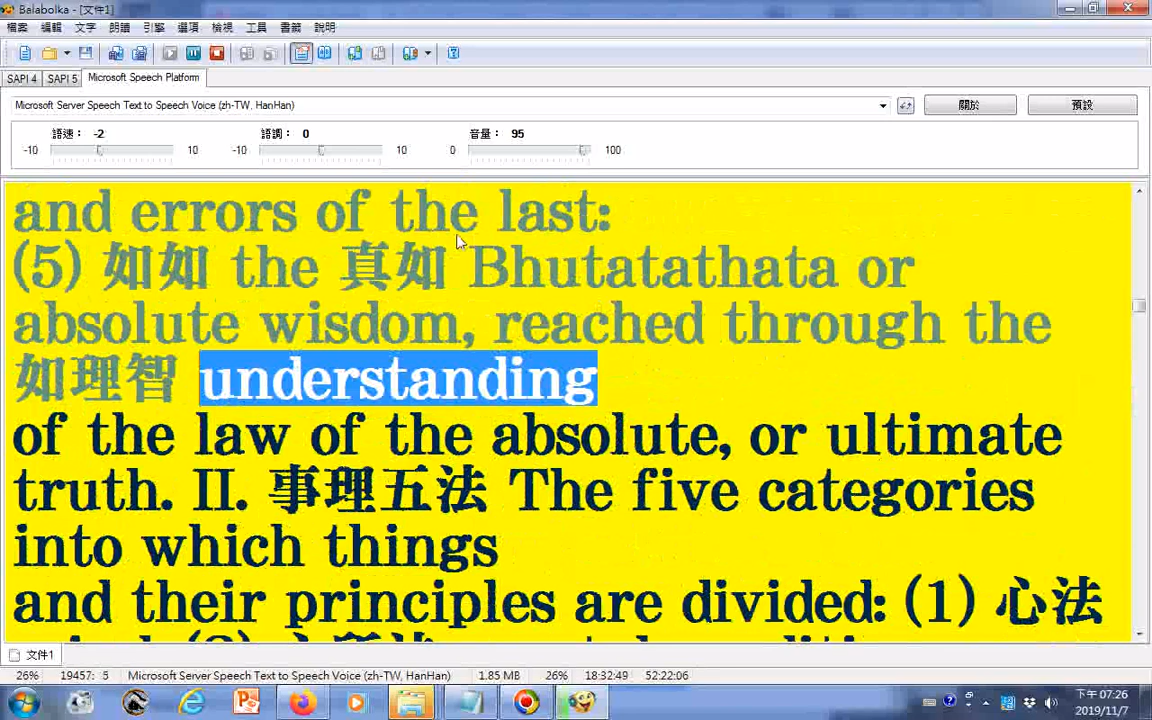 Balabolka - [文件1]
檔案 編輯 文字 朗讀 引擎 選項 檢視 工具 書籤 說明
SAPI 4 SAPI 5 Microsoft Speech Platform
Microsoft Server Speech Text to Speech Voice (zh-TW, HanHan) 關於 預設
語速： -2 語調： 0 音量： 95
-10 10 -10 10 0 100
and errors of the last:
(5) 如如 the 真如 Bhutatathata or
absolute wisdom, reached through the
如理智 understanding
of the law of the absolute, or ultimate
truth. II. 事理五法 The five categories
into which things
and their principles are divided: (1) 心法
文件1
26% 19457: 5 Microsoft Server Speech Text to Speech Voice (zh-TW, HanHan) 1.85 MB 26% 18:32:49 52:22:06
下午 07:26
2019/11/7